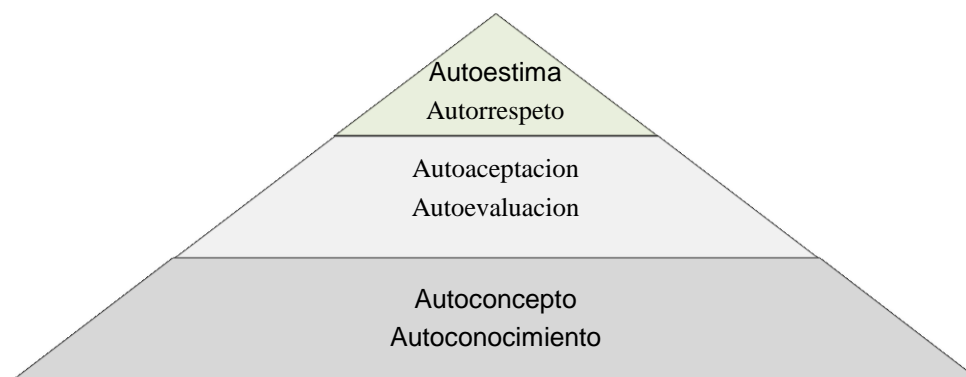 Autoestima
Autorrespeto
Autoaceptacion
Autoevaluacion
Autoconcepto
Autoconocimiento